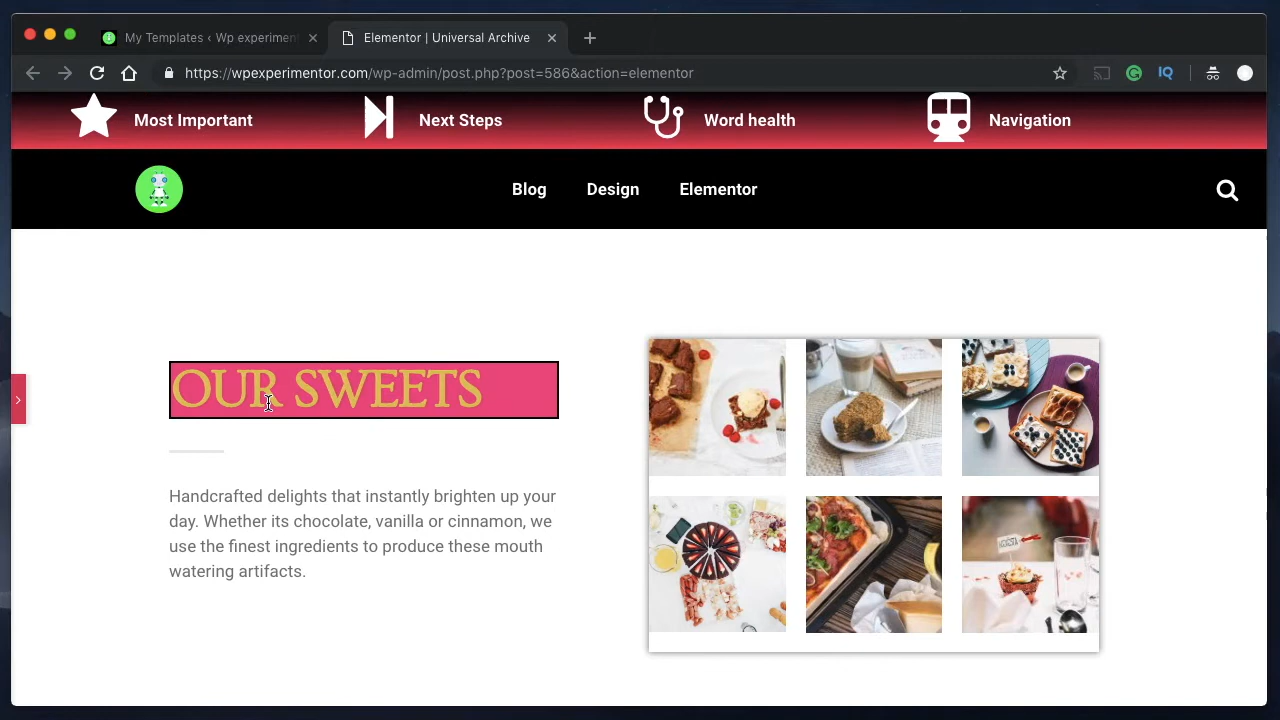 My Templates ‹ Wp experimen
Elementor | Universal Archive
https://wpexperimentor.com/wp-admin/post.php?post=586&action=elementor
IQ
Most Important
Next Steps
Word health
Navigation
Blog
Design
Elementor
OUR SWEETS
Handcrafted delights that instantly brighten up your
day. Whether its chocolate, vanilla or cinnamon, we
use the finest ingredients to produce these mouth
watering artifacts.